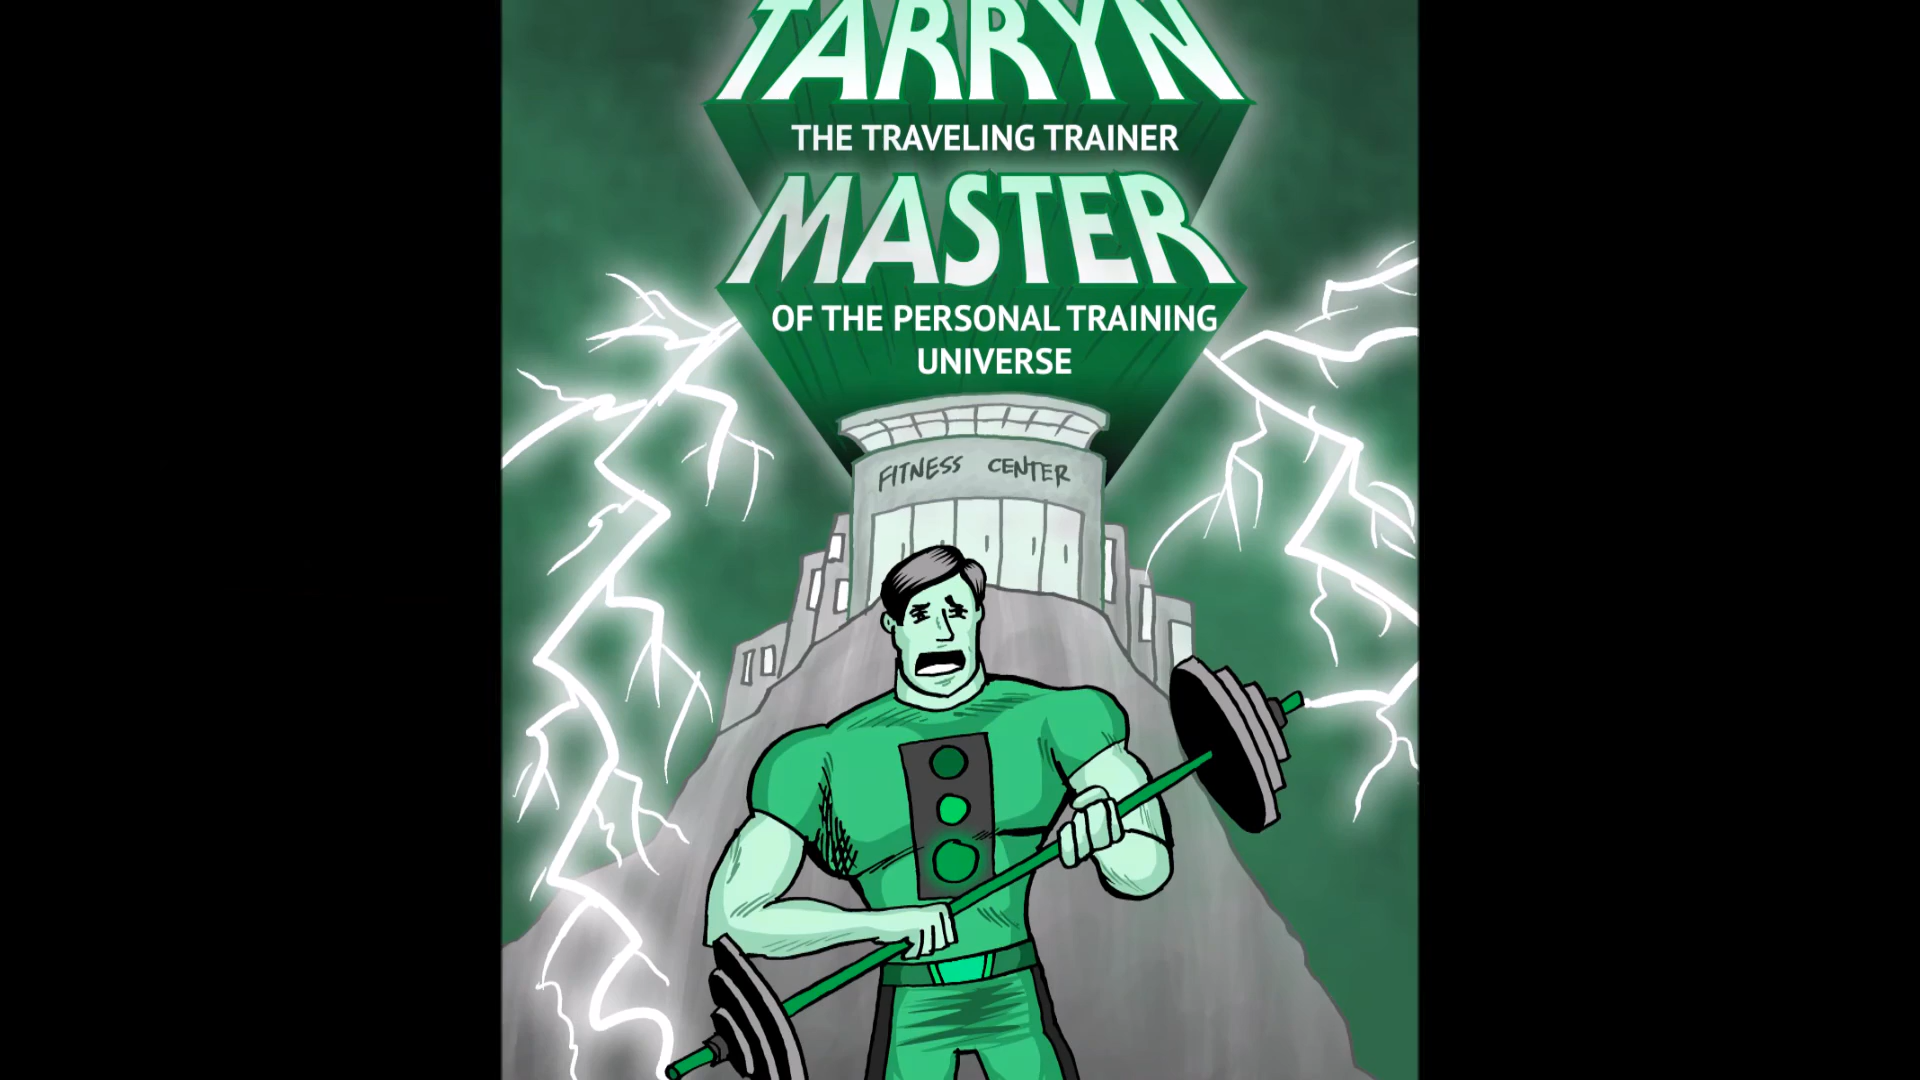 TARRYN
THE TRAVELING TRAINER
MASTER
OF THE PERSONAL TRAINING
UNIVERSE
FITNESS CENTER